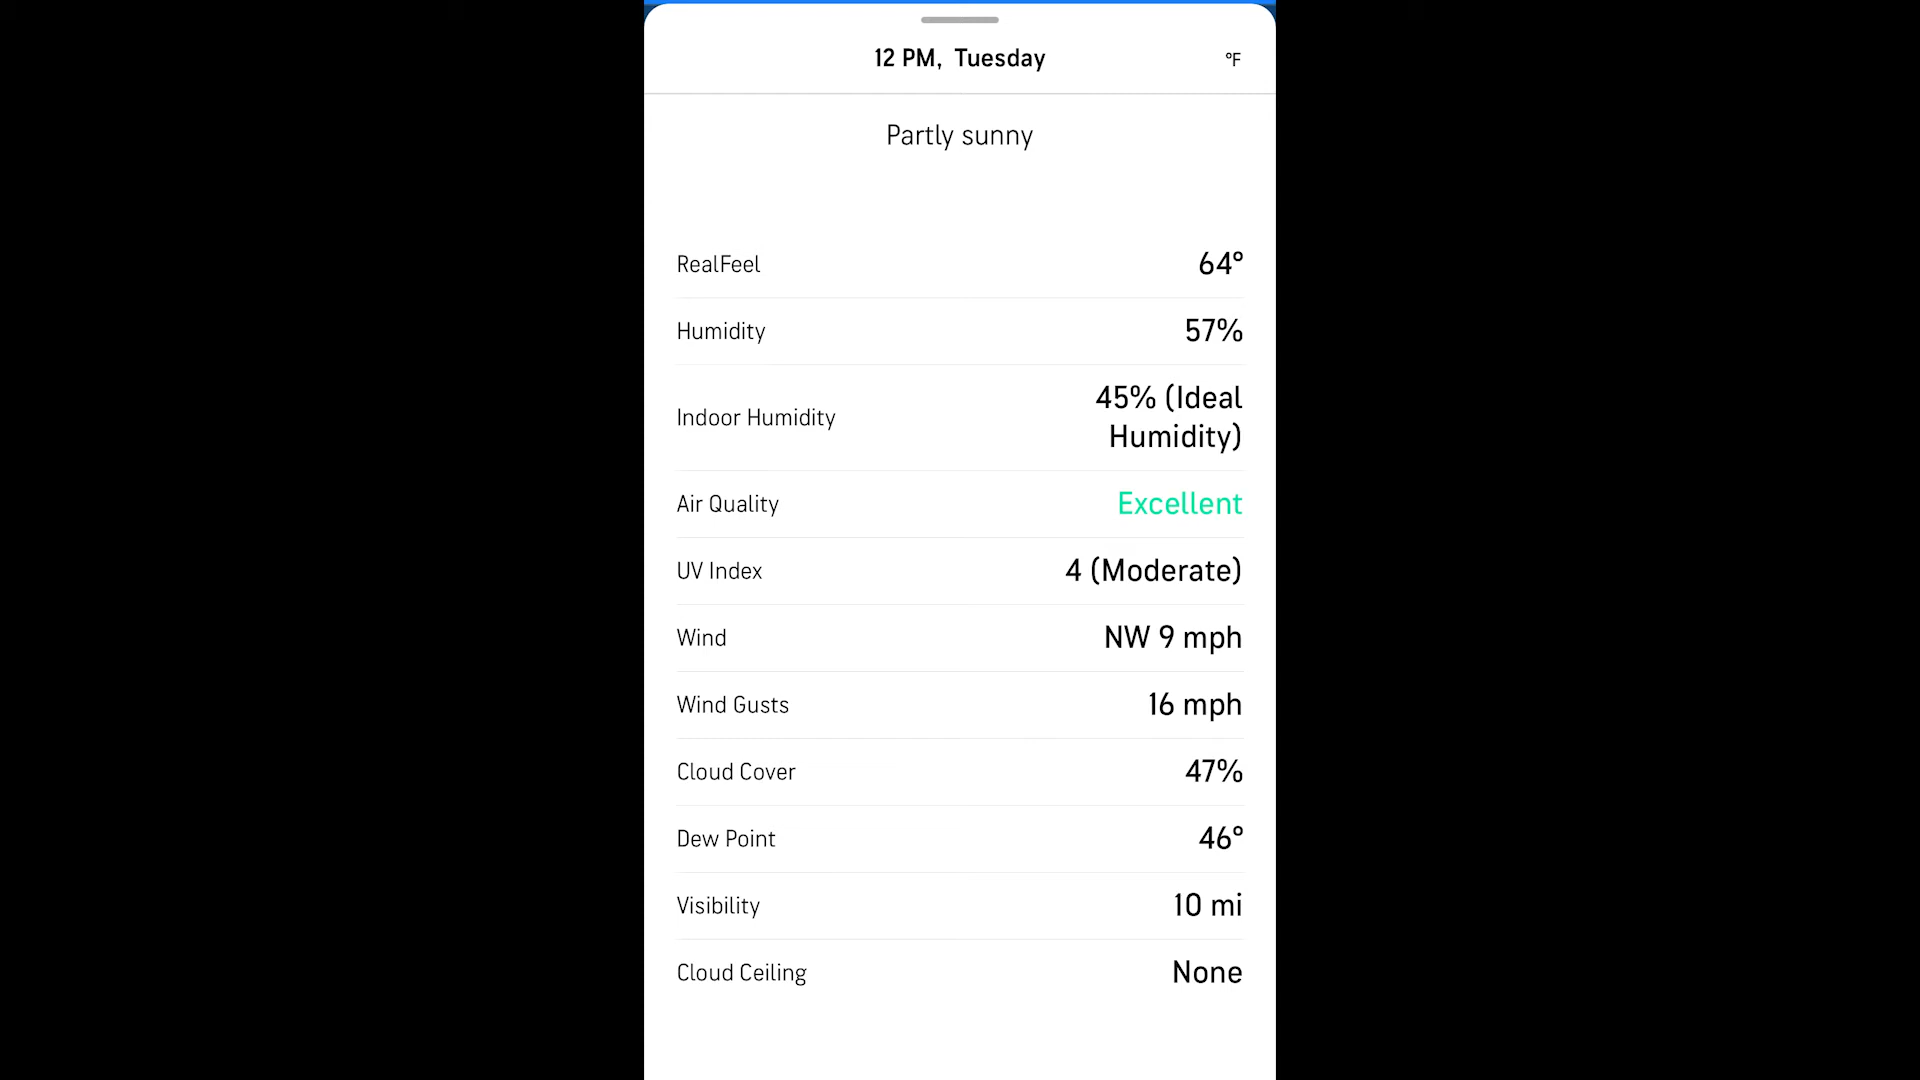 12 PM, Tuesday
°F
Partly sunny
RealFeel 64°
Humidity 57%
Indoor Humidity 45% (Ideal
Humidity)
Air Quality Excellent
UV Index 4 (Moderate)
Wind NW 9 mph
Wind Gusts 16 mph
Cloud Cover 47%
Dew Point 46°
Visibility 10 mi
Cloud Ceiling None